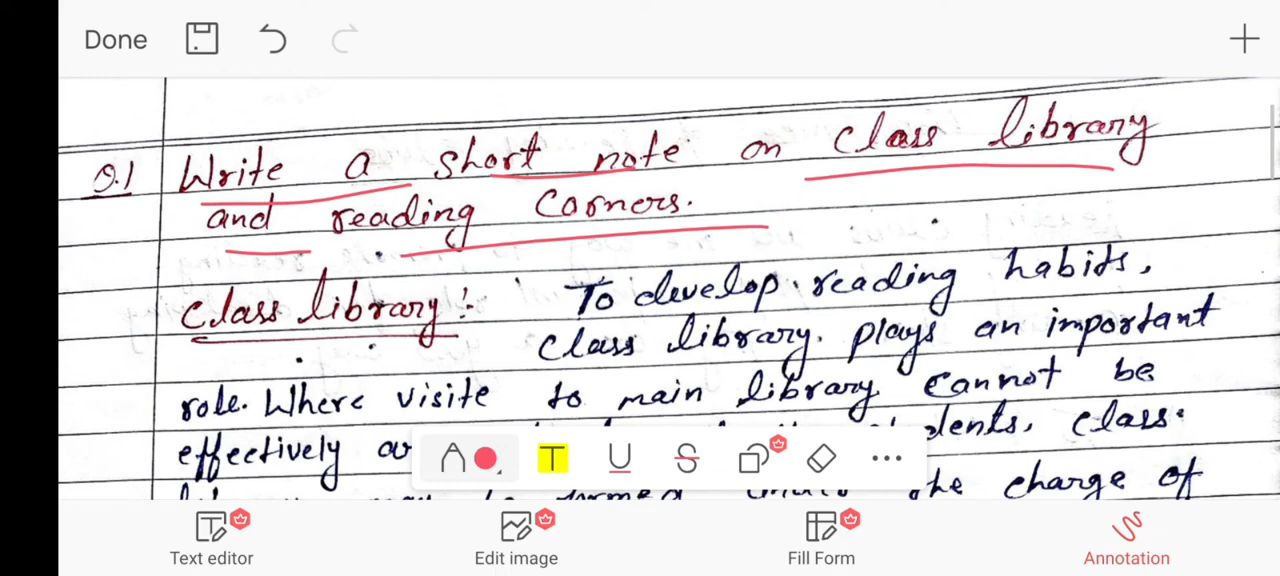 Done
Q.1 Write a short note on class library
and reading corners.
Class library :- To develop reading habits,
class library plays an important
role. Where visite to main library cannot be
effectively class
the charge of
T
U
S
Text editor
Edit image
Fill Form
Annotation